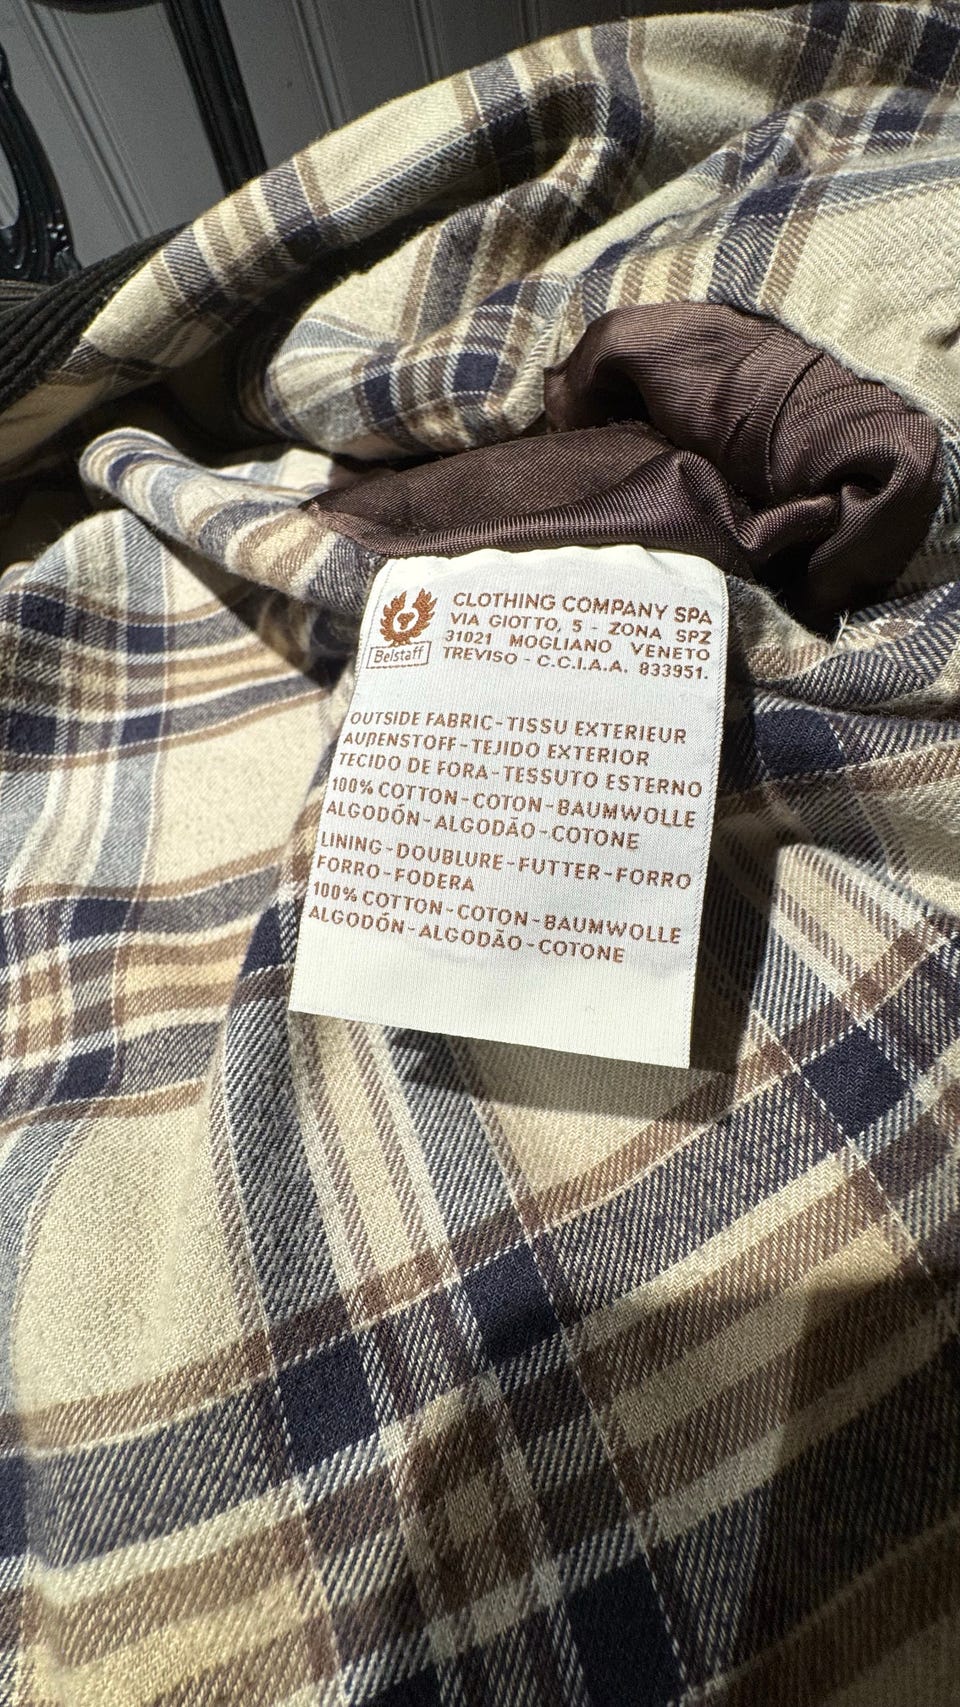 Belstaff
CLOTHING COMPANY SPA
VIA GIOTTO, 5 - ZONA SPZ
31021 MOGLIANO VENETO
TREVISO - C.C.I.A.A. 833951.
OUTSIDE FABRIC-TISSU EXTERIEUR
AUßENSTOFF-TEJIDO EXTERIOR
TECIDO DE FORA-TESSUTO ESTERNO
100% COTTON-COTON-BAUMWOLLE
ALGODÓN-ALGODÃO-COTONE
LINING-DOUBLURE-FUTTER-FORRO
FORRO-FODERA
100% COTTON-COTON-BAUMWOLLE
ALGODÓN-ALGODÃO-COTONE